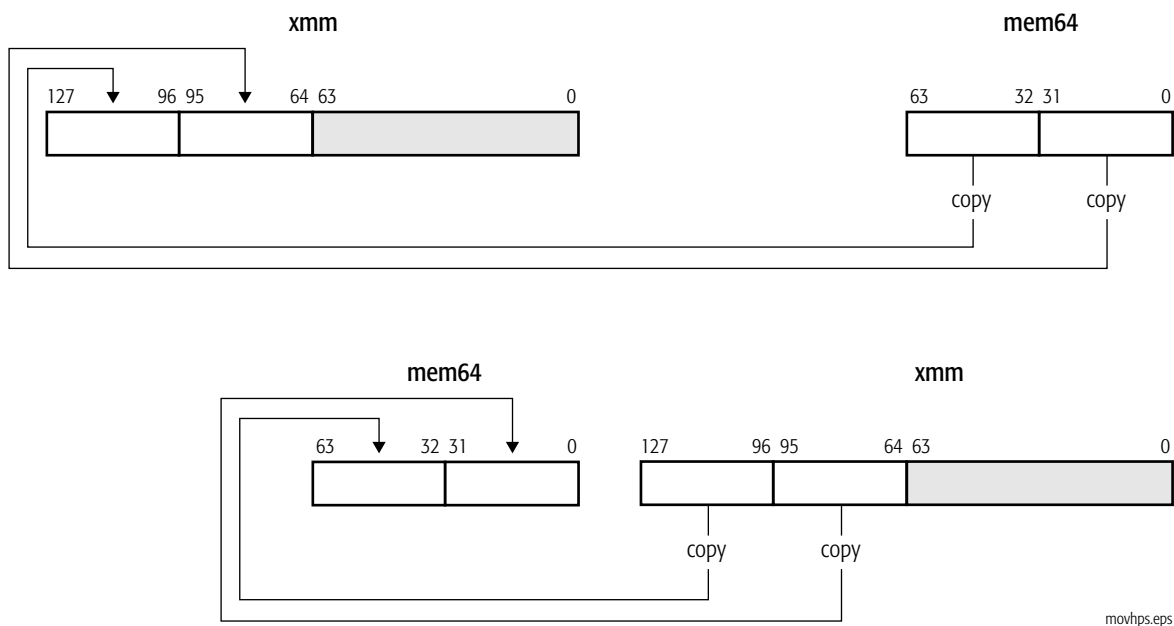 xmm mem64
127 96 95 64 63 0 63 32 31 0
copy copy
mem64 xmm
63 32 31 0 127 96 95 64 63 0
copy copy
movhps.eps